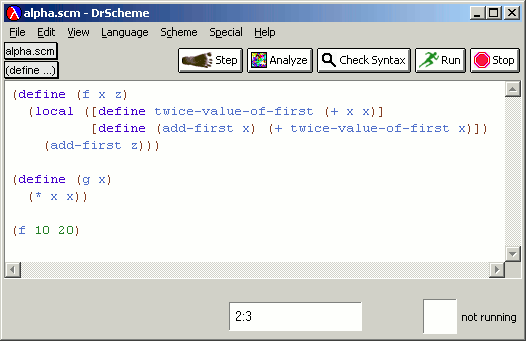 alpha.scm - DrScheme
File Edit View Language Scheme Special Help
alpha.scm
(define ...)
Step Analyze Check Syntax Run Stop
(define (f x z)
  (local ([define twice-value-of-first (+ x x)]
          [define (add-first x) (+ twice-value-of-first x)])
    (add-first z)))
(define (g x)
  (* x x))
(f 10 20)
2:3
not running